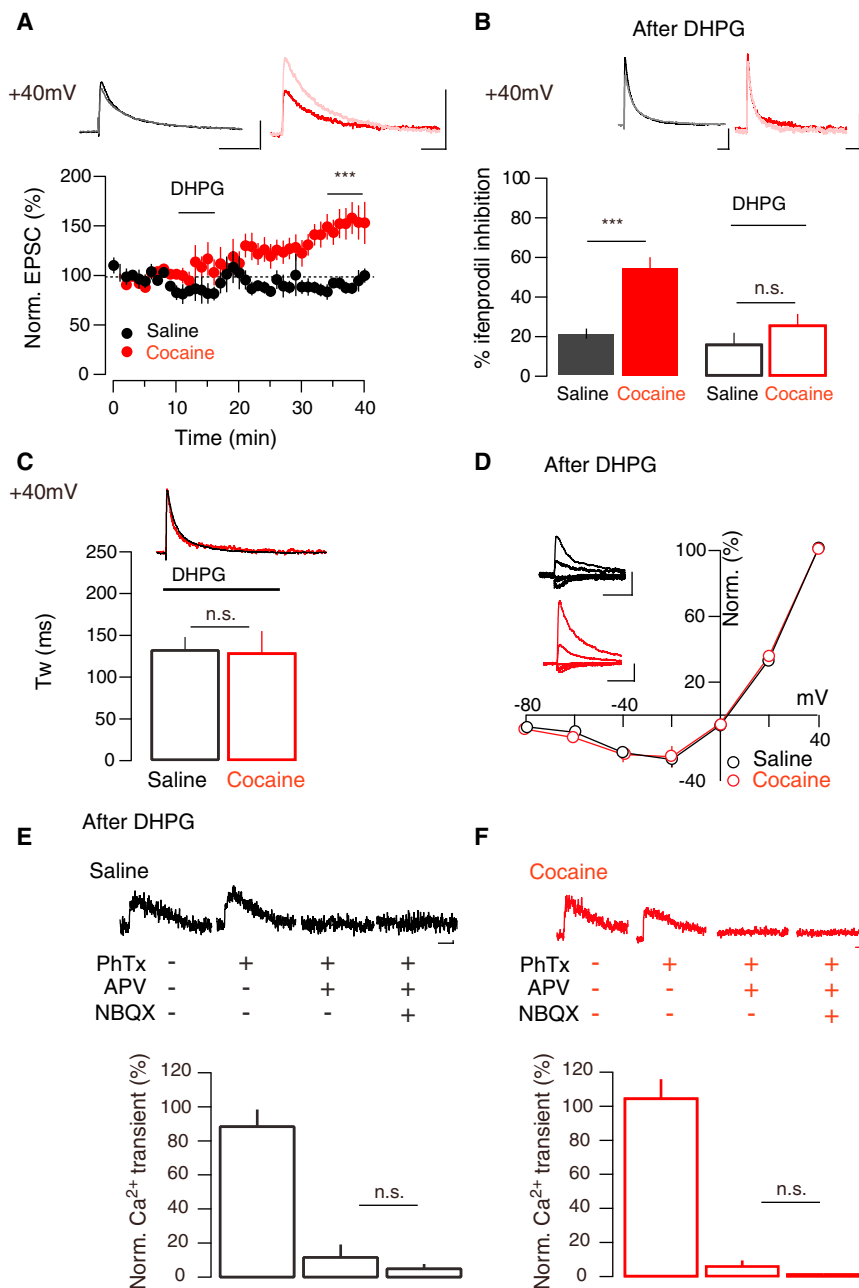 A
+40mV
Norm. EPSC (%)
200
150
100
50
0
DHPG
***
Saline
Cocaine
0 10 20 30 40
Time (min)
B
After DHPG
+40mV
% ifenprodil inhibition
100
80
60
40
20
0
***
DHPG
n.s.
Saline Cocaine Saline Cocaine
C
+40mV
Tw (ms)
250
200
150
100
50
0
DHPG
n.s.
Saline Cocaine
D
After DHPG
Norm. (%)
100
60
20
-40
-80 -40 mV
40
Saline
Cocaine
After DHPG
E
Saline
PhTx - + + +
APV - - + +
NBQX - - - +
Norm. Ca2+ transient (%)
120
100
80
60
40
20
0
n.s.
F
Cocaine
PhTx - + + +
APV - - + +
NBQX - - - +
Norm. Ca2+ transient (%)
120
100
80
60
40
20
0
n.s.